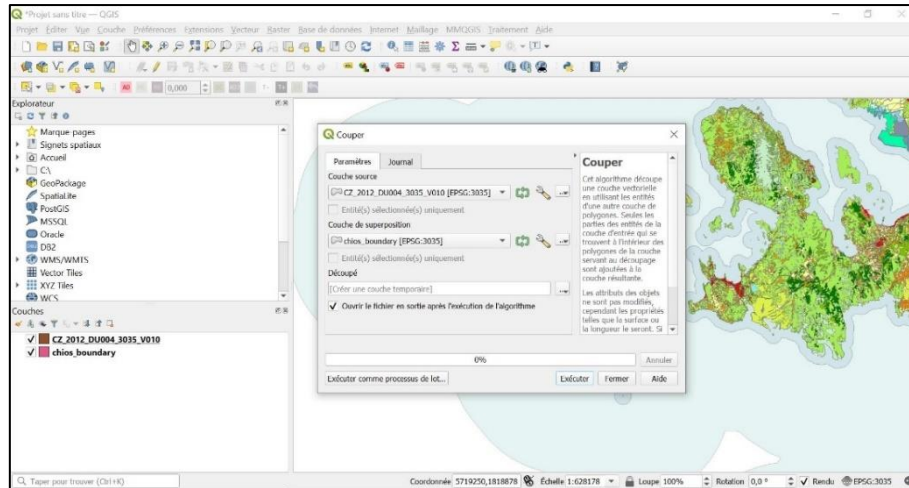 *Projet sans titre — QGIS
Projet Éditer Vue Couche Préférences Extensions Vecteur Raster Base de données Internet Maillage MMQGIS Traitement Aide
0,000
Explorateur
Marque pages
Signets spatiaux
Accueil
C:\
GeoPackage
SpatiaLite
PostGIS
MSSQL
Oracle
DB2
WMS/WMTS
Vector Tiles
XYZ Tiles
WCS
Couches
CZ_2012_DU004_3035_V010
chios_boundary
Couper
Paramètres Journal
Couche source
CZ_2012_DU004_3035_V010 [EPSG:3035]
Entité(s) sélectionnée(s) uniquement
Couche de superposition
chios_boundary [EPSG:3035]
Entité(s) sélectionnée(s) uniquement
Découpé
[Créer une couche temporaire]
Ouvrir le fichier en sortie après l'exécution de l'algorithme
Couper
Cet algorithme découpe
une couche vectorielle
en utilisant les entités
d'une autre couche de
polygones. Seules les
parties des entités de la
couche d'entrée qui se
trouvent à l'intérieur des
polygones de la couche
servant au découpage
sont ajoutées à la
couche résultante.
Les attributs des objets
ne sont pas modifiés,
cependant les propriétés
telles que la surface ou
la longueur le seront. Si
0%
Annuler
Exécuter comme processus de lot...
Exécuter Fermer Aide
Taper pour trouver (Ctrl+K)
Coordonnée 5719250,1818878 Échelle 1:628178 Loupe 100% Rotation 0,0 ° Rendu EPSG:3035